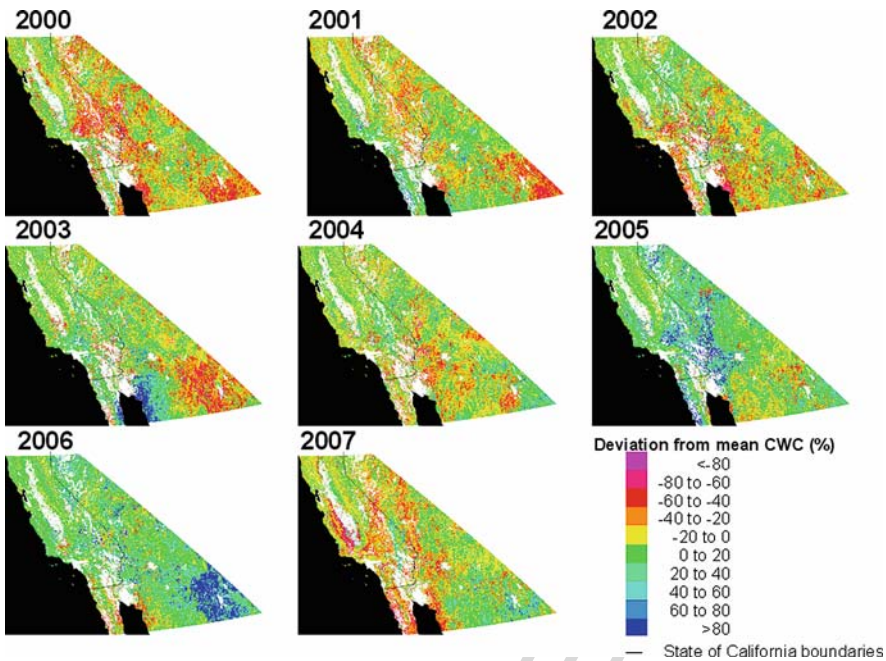 2000
2001
2002
2003
2004
2005
2006
2007
Deviation from mean CWC (%)
<-80
-80 to -60
-60 to -40
-40 to -20
-20 to 0
0 to 20
20 to 40
40 to 60
60 to 80
>80
— State of California boundaries